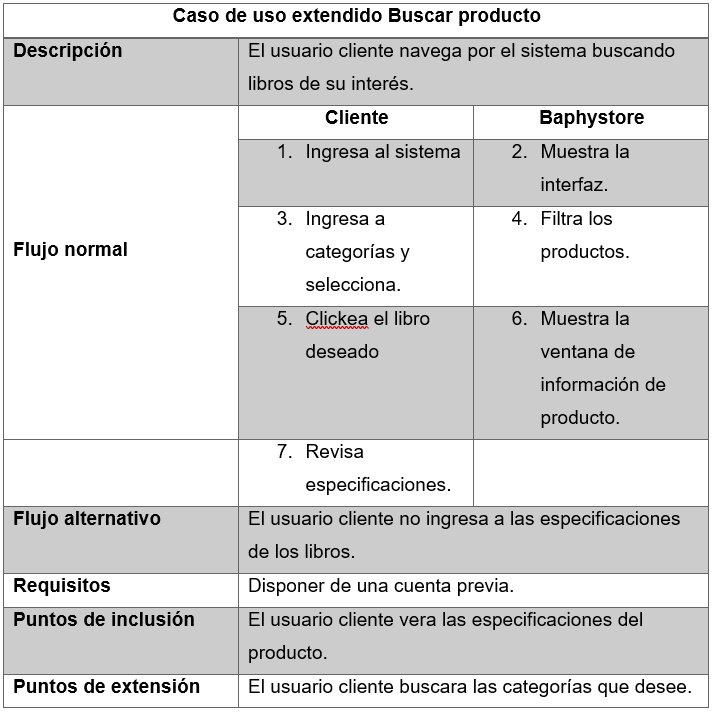 Caso de uso extendido Buscar producto
Descripción
El usuario cliente navega por el sistema buscando
libros de su interés.
Flujo normal
Cliente
Baphystore
1. Ingresa al sistema
2. Muestra la
interfaz.
3. Ingresa a
categorías y
selecciona.
4. Filtra los
productos.
5. Clickea el libro
deseado
6. Muestra la
ventana de
información de
producto.
7. Revisa
especificaciones.
Flujo alternativo
El usuario cliente no ingresa a las especificaciones
de los libros.
Requisitos
Disponer de una cuenta previa.
Puntos de inclusión
El usuario cliente vera las especificaciones del
producto.
Puntos de extensión
El usuario cliente buscara las categorías que desee.